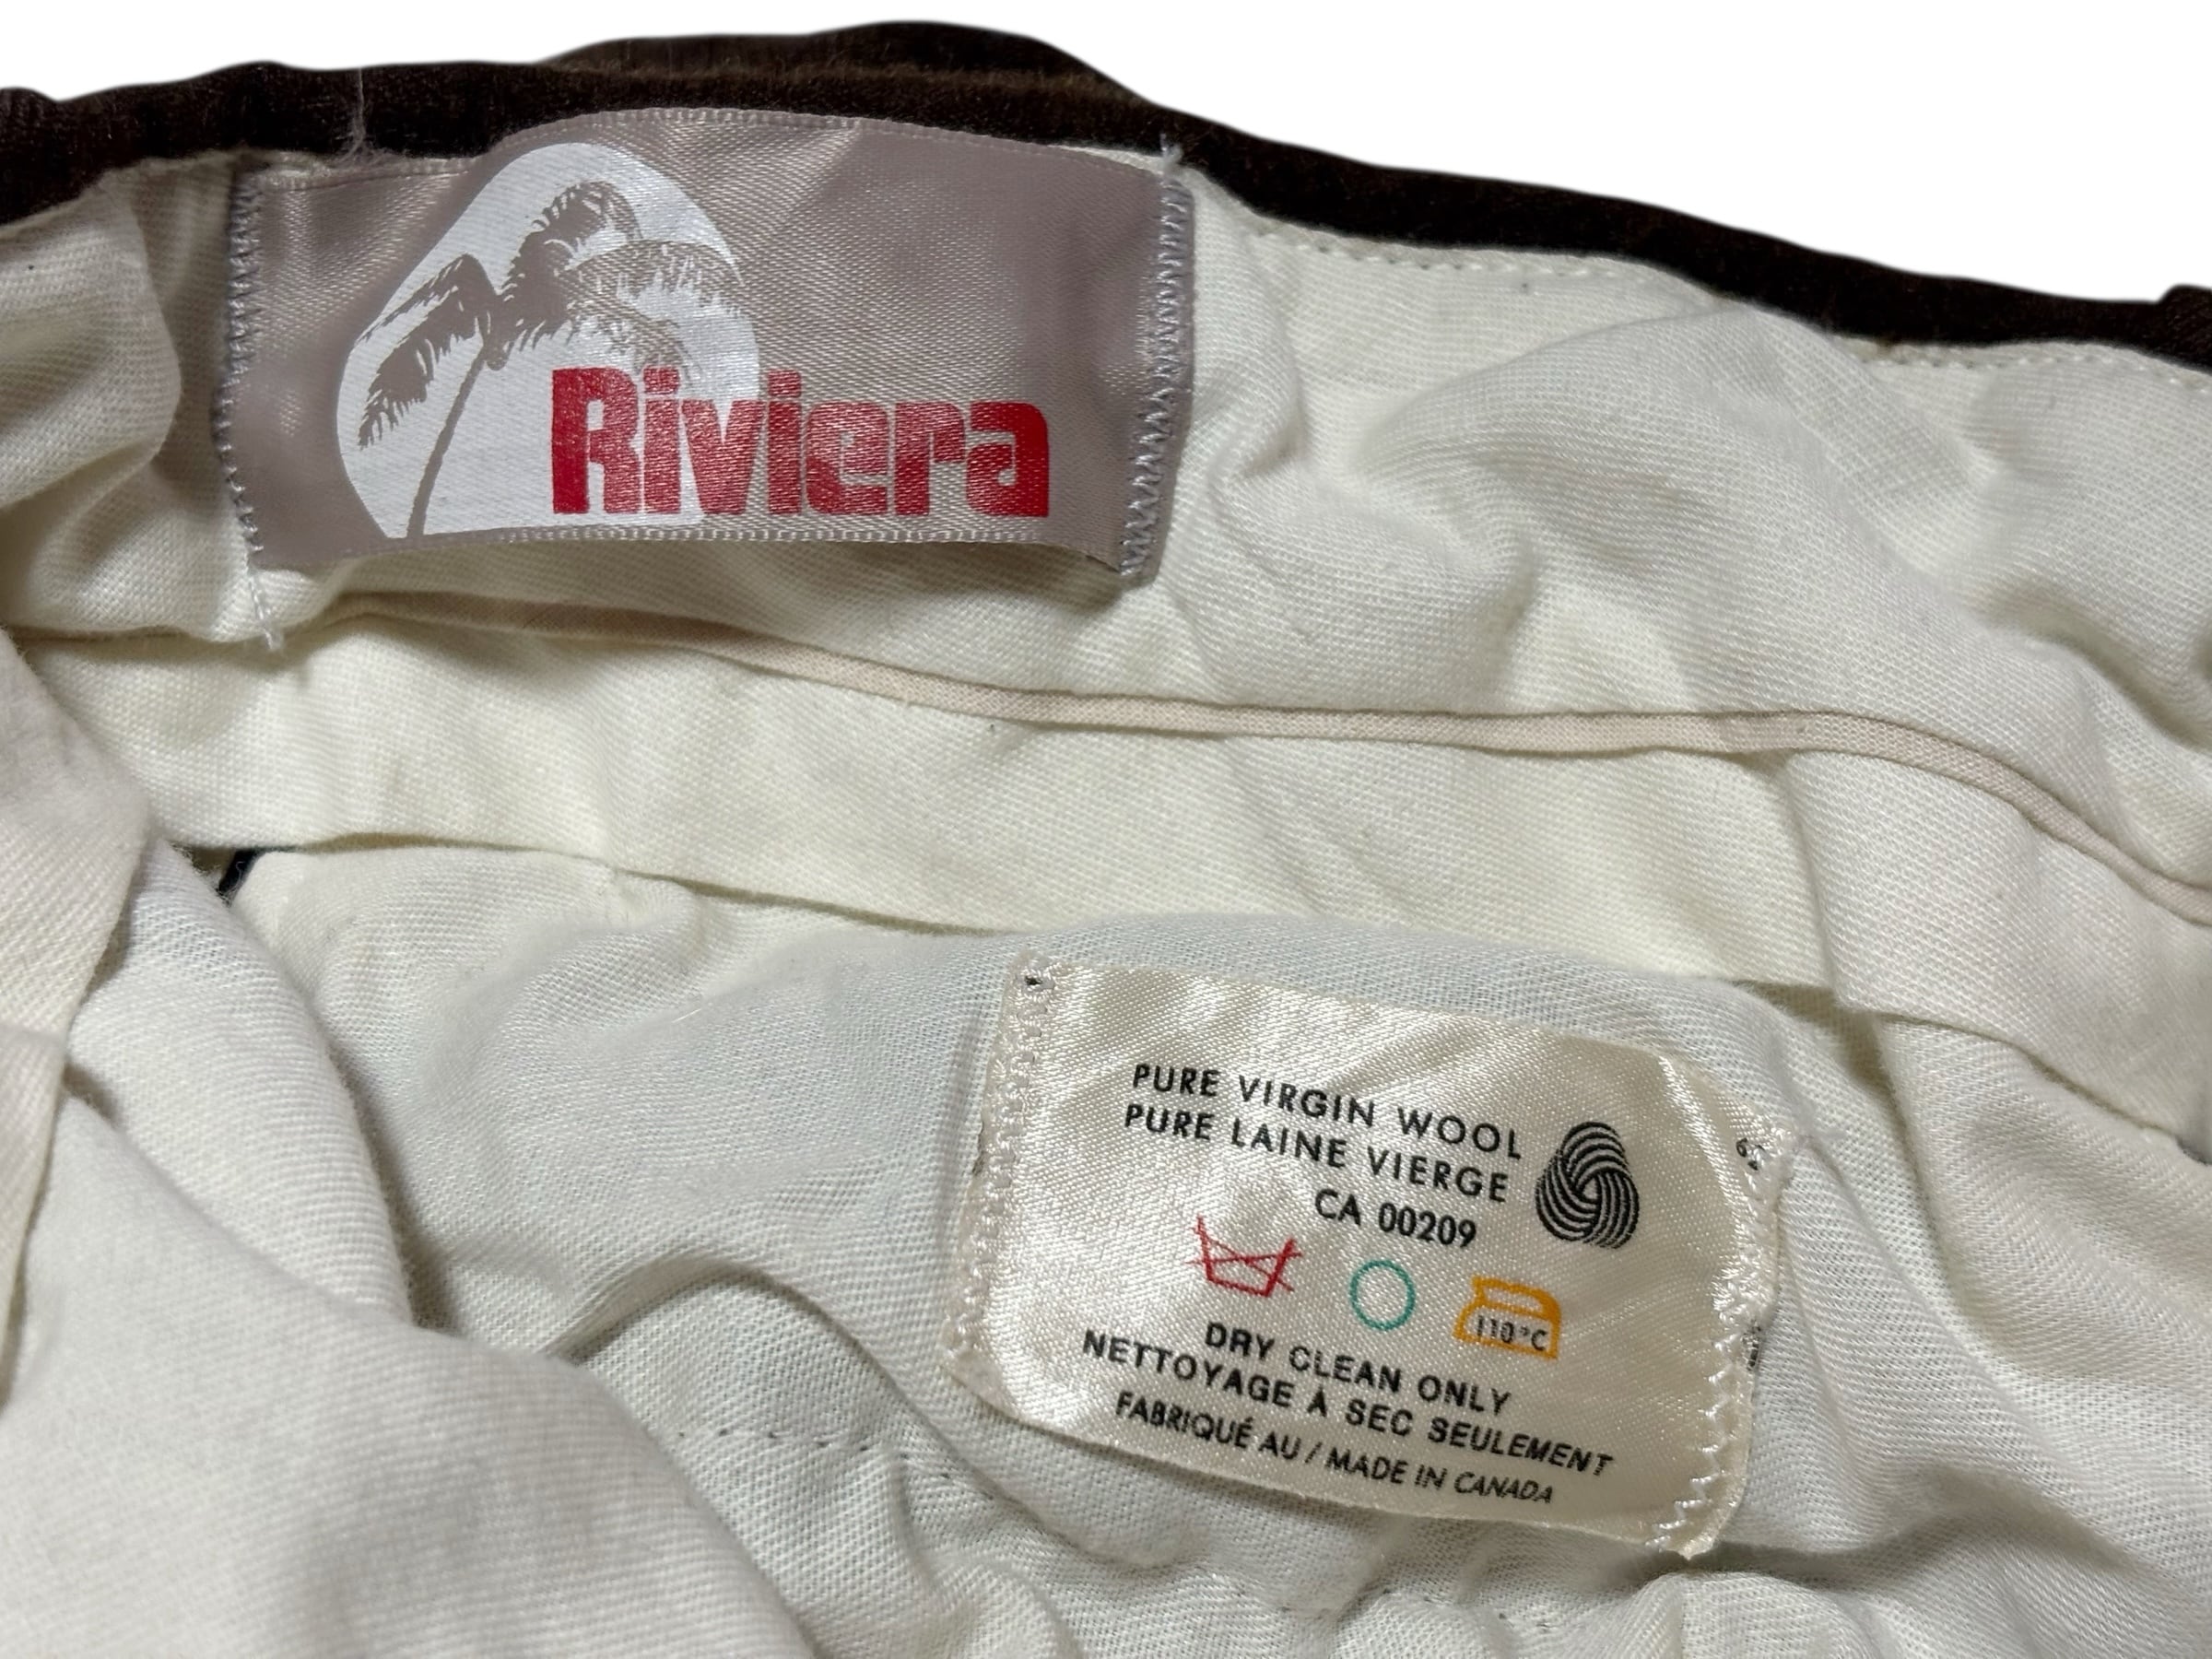 Riviera
PURE VIRGIN WOOL
PURE LAINE VIERGE
CA 00209
110°C
DRY CLEAN ONLY
NETTOYAGE À SEC SEULEMENT
FABRIQUÉ AU / MADE IN CANADA